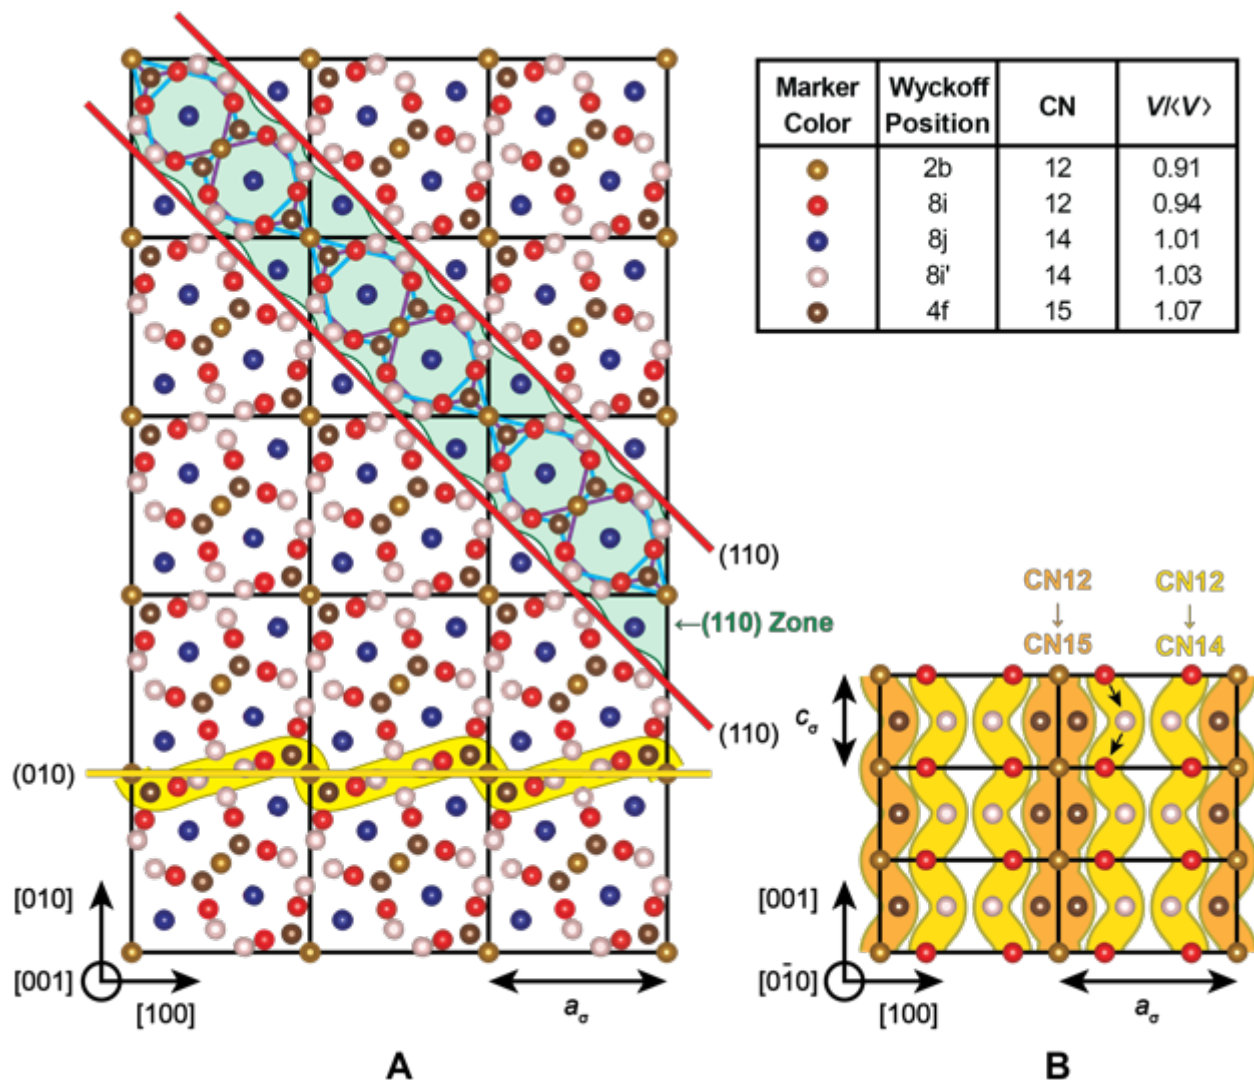 Marker Color
Wyckoff Position
CN
V/⟨V⟩
2b 12 0.91
8i 12 0.94
8j 14 1.01
8i' 14 1.03
4f 15 1.07
(110)
(110) Zone
(110)
(010)
[010]
[001]
[100]
aσ
A
CN12 CN12
↓ ↓
CN15 CN14
cσ
[001]
[01̄0]
[100]
aσ
B